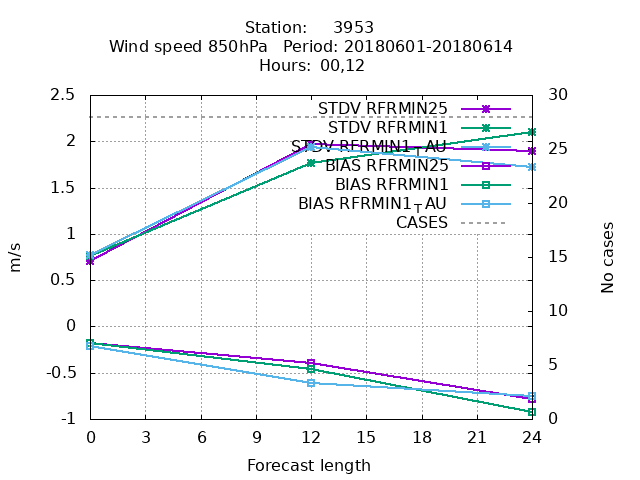 Station: 3953
Wind speed 850hPa Period: 20180601-20180614
Hours: 00,12
2.5
2
1.5
1
0.5
0
-0.5
-1
m/s
STDV RFRMIN25
STDV RFRMIN1
STDV RFRMIN1_AU
BIAS RFRMIN25
BIAS RFRMIN1
BIAS RFRMIN1_AU
CASES
30
25
20
15
10
5
0
No cases
0 3 6 9 12 15 18 21 24
Forecast length